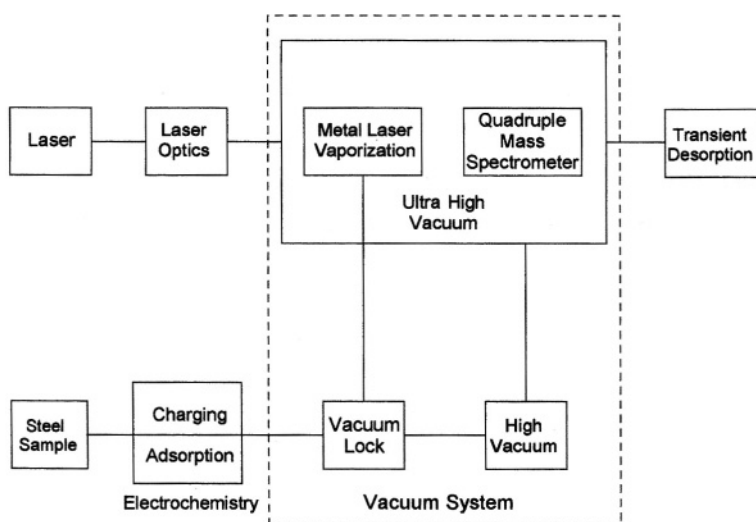 Laser
Laser
Optics
Metal Laser
Vaporization
Quadruple
Mass
Spectrometer
Transient
Desorption
Ultra High
Vacuum
Steel
Sample
Charging
Adsorption
Electrochemistry
Vacuum
Lock
High
Vacuum
Vacuum System